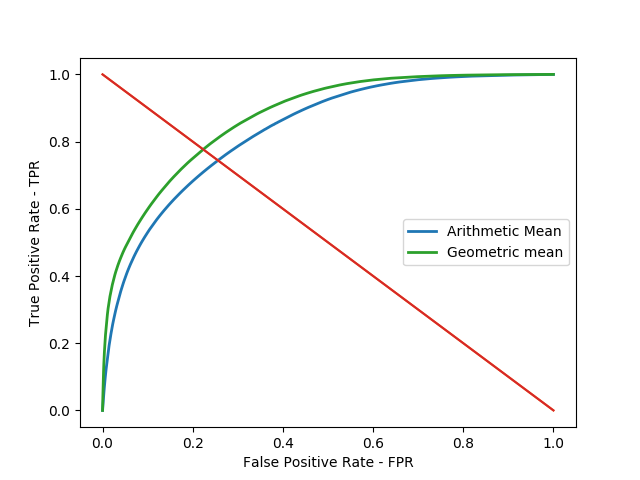 1.0
0.8
0.6
0.4
0.2
0.0
True Positive Rate - TPR
Arithmetic Mean
Geometric mean
0.0 0.2 0.4 0.6 0.8 1.0
False Positive Rate - FPR